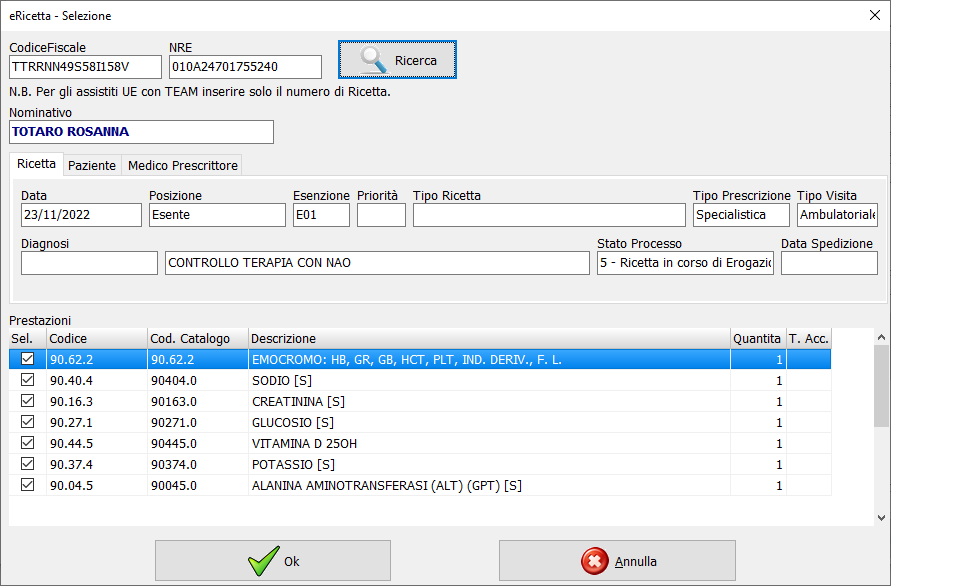 eRicetta - Selezione
CodiceFiscale NRE
TTRRNN49S58I158V 010A24701755240 Ricerca
N.B. Per gli assistiti UE con TEAM inserire solo il numero di Ricetta.
Nominativo
TOTARO ROSANNA
Ricetta Paziente Medico Prescrittore
Data Posizione Esenzione Priorità Tipo Ricetta Tipo Prescrizione Tipo Visita
23/11/2022 Esente E01 Specialistica Ambulatoriale
Diagnosi Stato Processo Data Spedizione
CONTROLLO TERAPIA CON NAO 5 - Ricetta in corso di Erogazio
Prestazioni
Sel. Codice Cod. Catalogo Descrizione Quantita T. Acc.
90.62.2 90.62.2 EMOCROMO: HB, GR, GB, HCT, PLT, IND. DERIV., F. L. 1
90.40.4 90404.0 SODIO [S] 1
90.16.3 90163.0 CREATININA [S] 1
90.27.1 90271.0 GLUCOSIO [S] 1
90.44.5 90445.0 VITAMINA D 25OH 1
90.37.4 90374.0 POTASSIO [S] 1
90.04.5 90045.0 ALANINA AMINOTRANSFERASI (ALT) (GPT) [S] 1
Ok Annulla